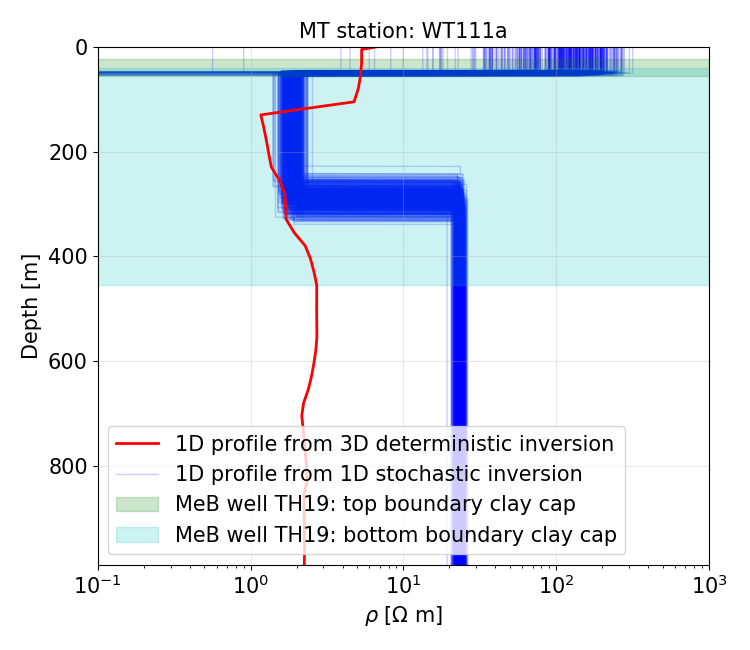 MT station: WT111a
0
200
400
600
800
Depth [m]
1D profile from 3D deterministic inversion
1D profile from 1D stochastic inversion
MeB well TH19: top boundary clay cap
MeB well TH19: bottom boundary clay cap
10⁻¹ 10⁰ 10¹ 10² 10³
ρ [Ω m]